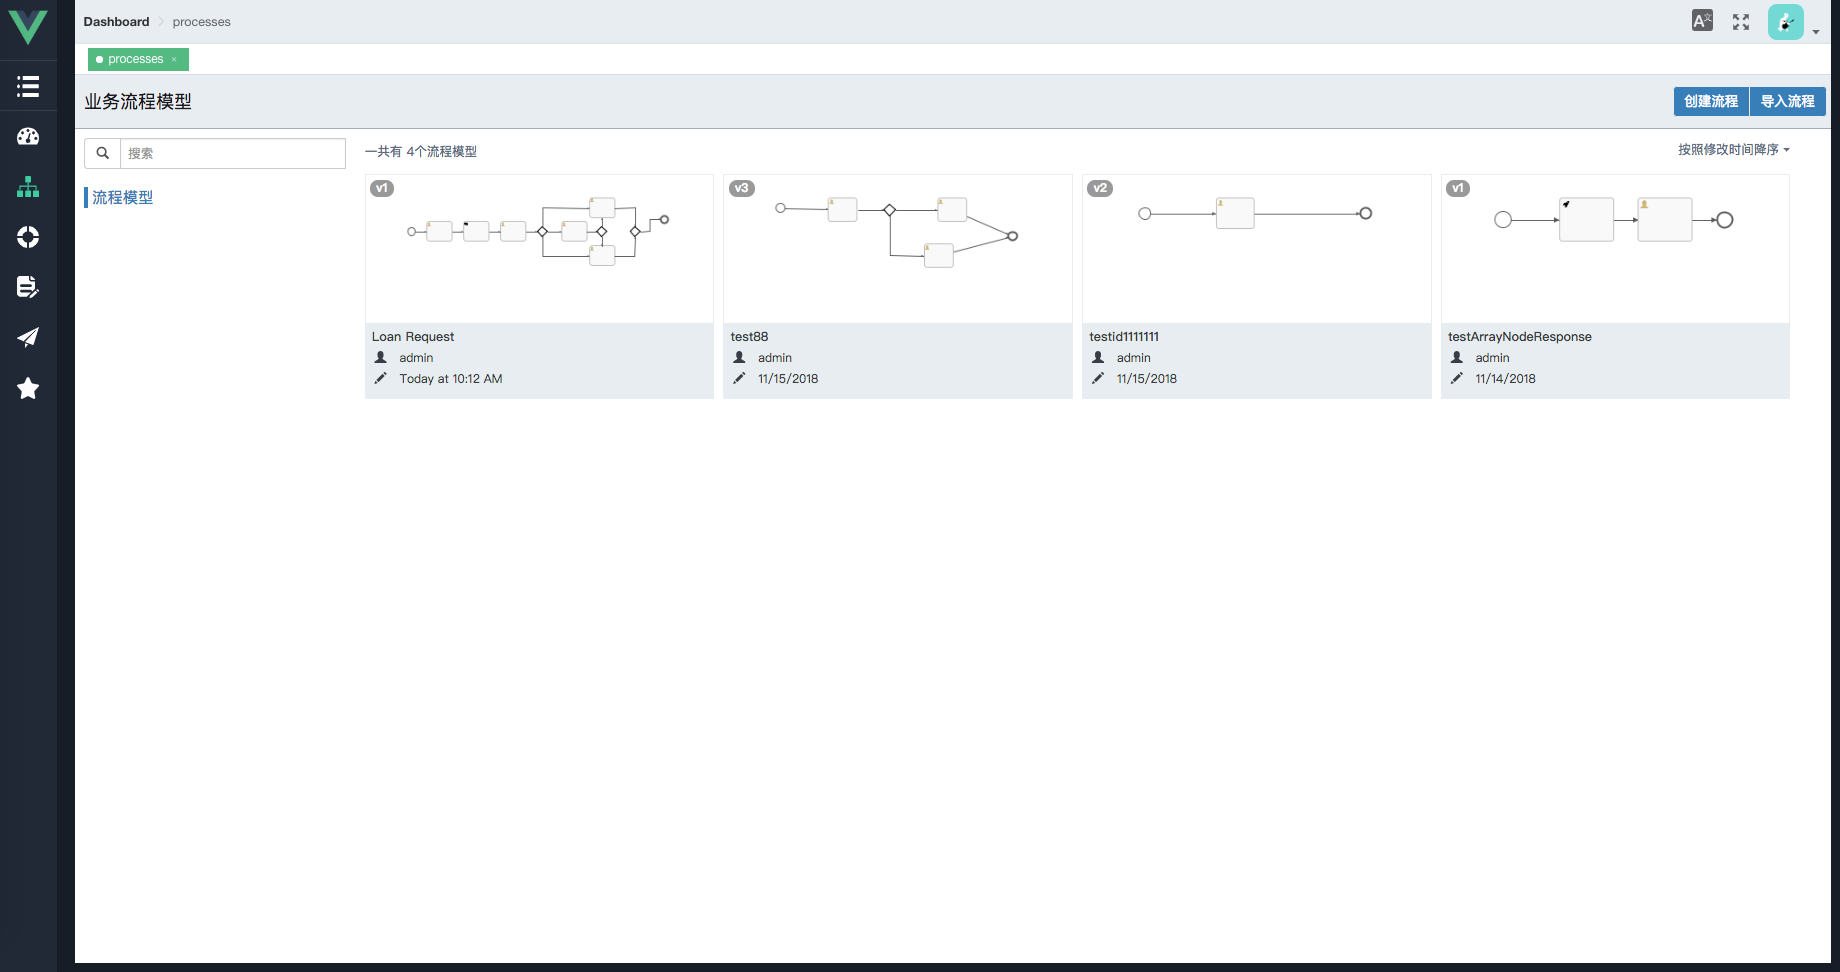 Dashboard processes
processes ×
业务流程模型
创建流程 导入流程
搜索
一共有 4个流程模型
按照修改时间降序
流程模型
v1
Loan Request
admin
Today at 10:12 AM
v3
test88
admin
11/15/2018
v2
testid1111111
admin
11/15/2018
v1
testArrayNodeResponse
admin
11/14/2018